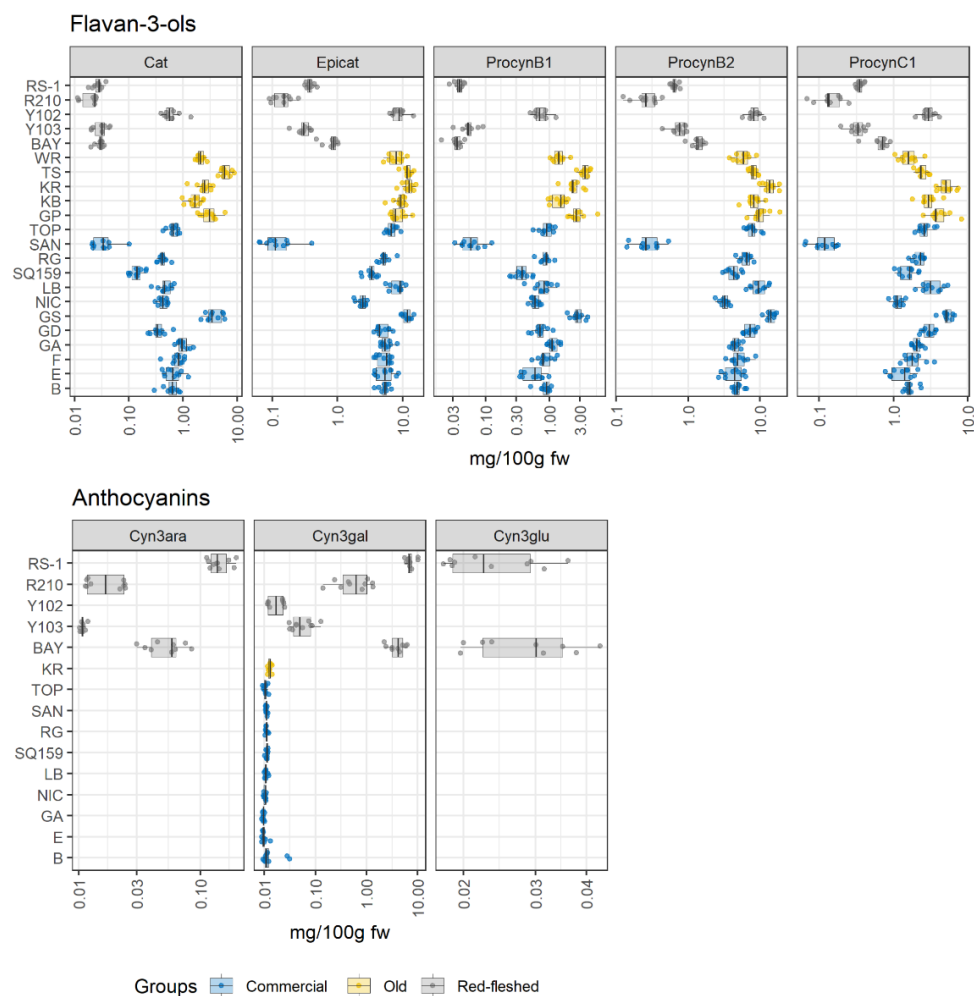 Flavan-3-ols
Cat Epicat ProcynB1 ProcynB2 ProcynC1
RS-1
R210
Y102
Y103
BAY
WR
TS
KR
KB
GP
TOP
SAN
RG
SQ159
LB
NIC
GS
GD
GA
F
E
B
0.01 0.10 1.00 10.00 0.1 1.0 10.0 0.03 0.10 0.30 1.00 3.00 0.1 1.0 10.0 0.1 1.0 10.0
mg/100g fw
Anthocyanins
Cyn3ara Cyn3gal Cyn3glu
RS-1
R210
Y102
Y103
BAY
KR
TOP
SAN
RG
SQ159
LB
NIC
GA
E
B
0.01 0.03 0.10 0.01 0.10 1.00 10.00 0.02 0.03 0.04
mg/100g fw
Groups Commercial Old Red-fleshed